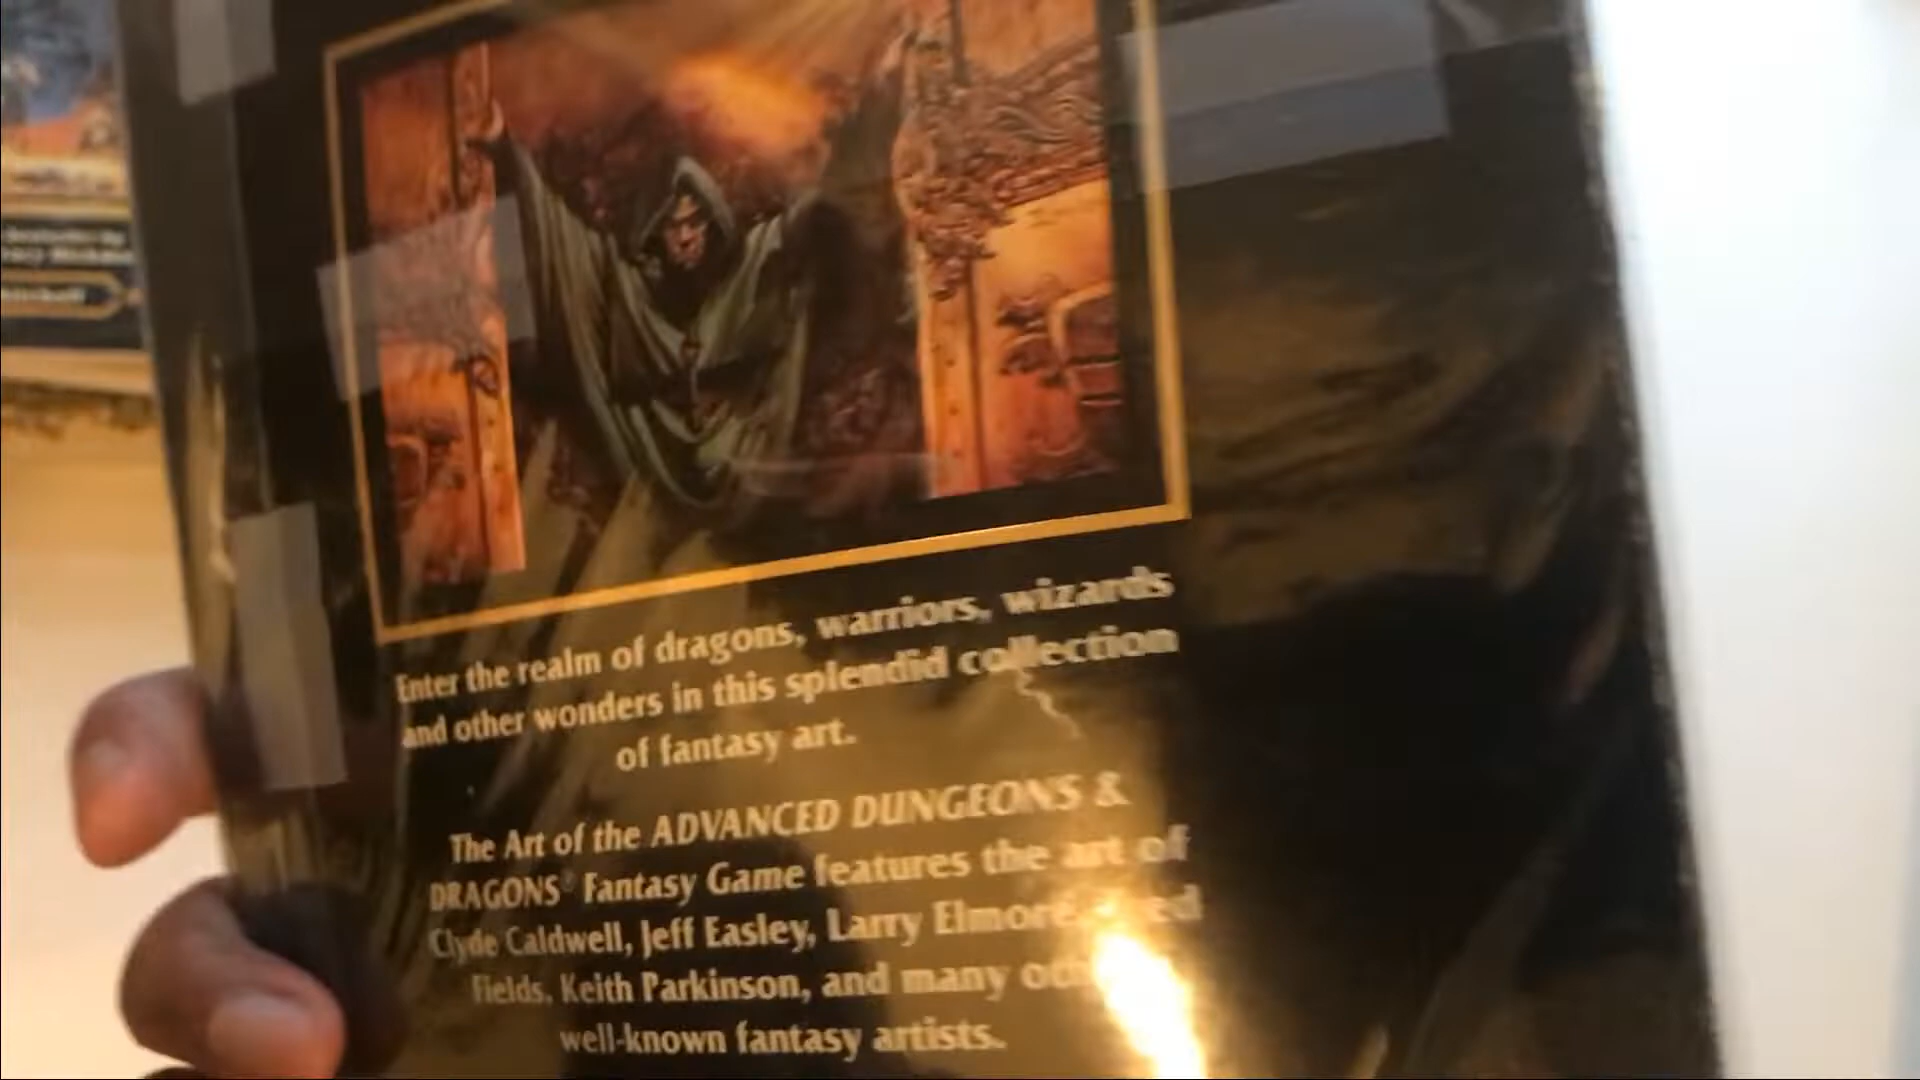 Enter the realm of dragons, warriors, wizards
and other wonders in this splendid collection
of fantasy art.
The Art of the ADVANCED DUNGEONS &
DRAGONS® Fantasy Game features the art of
Clyde Caldwell, Jeff Easley, Larry Elmore,
Fields, Keith Parkinson, and many
well-known fantasy artists.